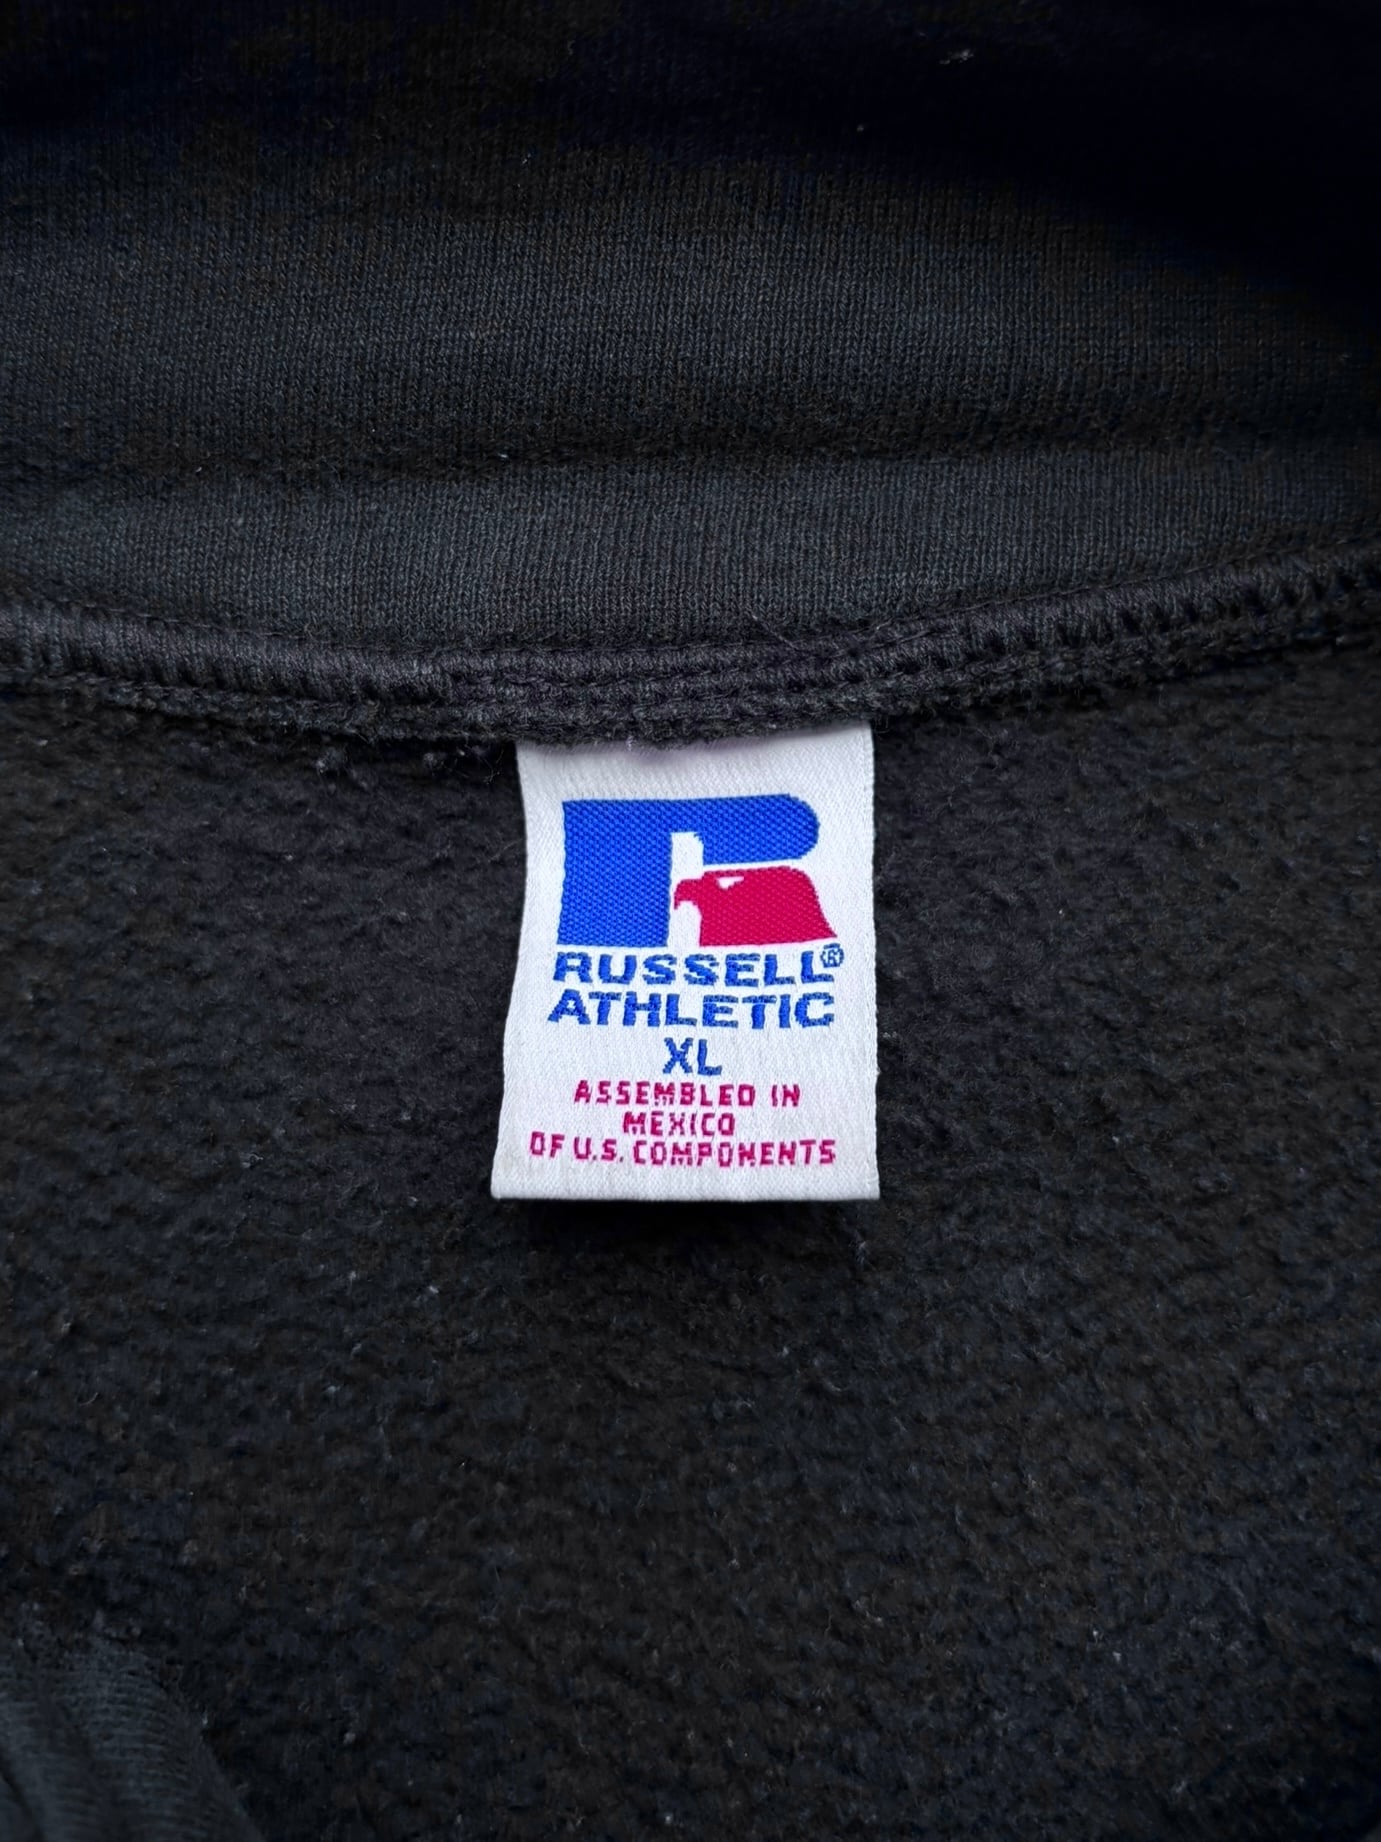 RUSSELL®
ATHLETIC
XL
ASSEMBLED IN
MEXICO
OF U.S. COMPONENTS